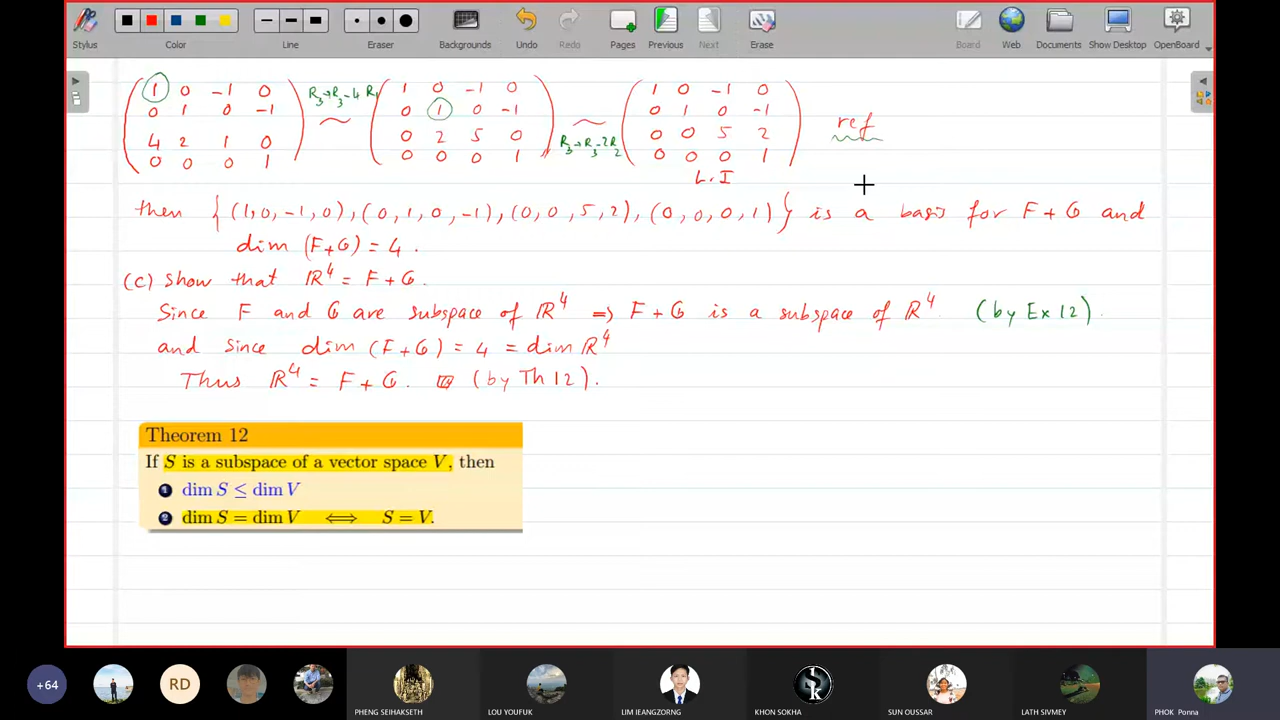 Stylus Color Line Eraser Backgrounds Undo Redo Pages Previous Next Erase Board Web Documents Show Desktop OpenBoard
1 0 -1 0 R₃→R₃-4R₁ 1 0 -1 0 1 0 -1 0
0 1 0 -1 ~ 0 1 0 -1 ~ 0 1 0 -1 ref
4 2 1 0 0 2 5 0 R₃→R₃-2R₂ 0 0 5 2
0 0 0 1 0 0 0 1 0 0 0 1
L.I
then {(1,0,-1,0), (0,1,0,-1), (0,0,5,2), (0,0,0,1)} is a basis for F+G and
dim (F+G) = 4.
(c) Show that ℝ⁴ = F+G.
Since F and G are subspace of ℝ⁴ ⇒ F+G is a subspace of ℝ⁴. (by Ex 12).
and since dim (F+G) = 4 = dim ℝ⁴
Thus ℝ⁴ = F+G. (by Th 12).
Theorem 12
If S is a subspace of a vector space V, then
1 dim S ≤ dim V
2 dim S = dim V ⟺ S = V.
+64 RD PHENG SEIHAKSETH LOU YOUFUK LIM IEANGZORNG KHON SOKHA SUN OUSSAR LATH SIVMEY PHOK Ponna